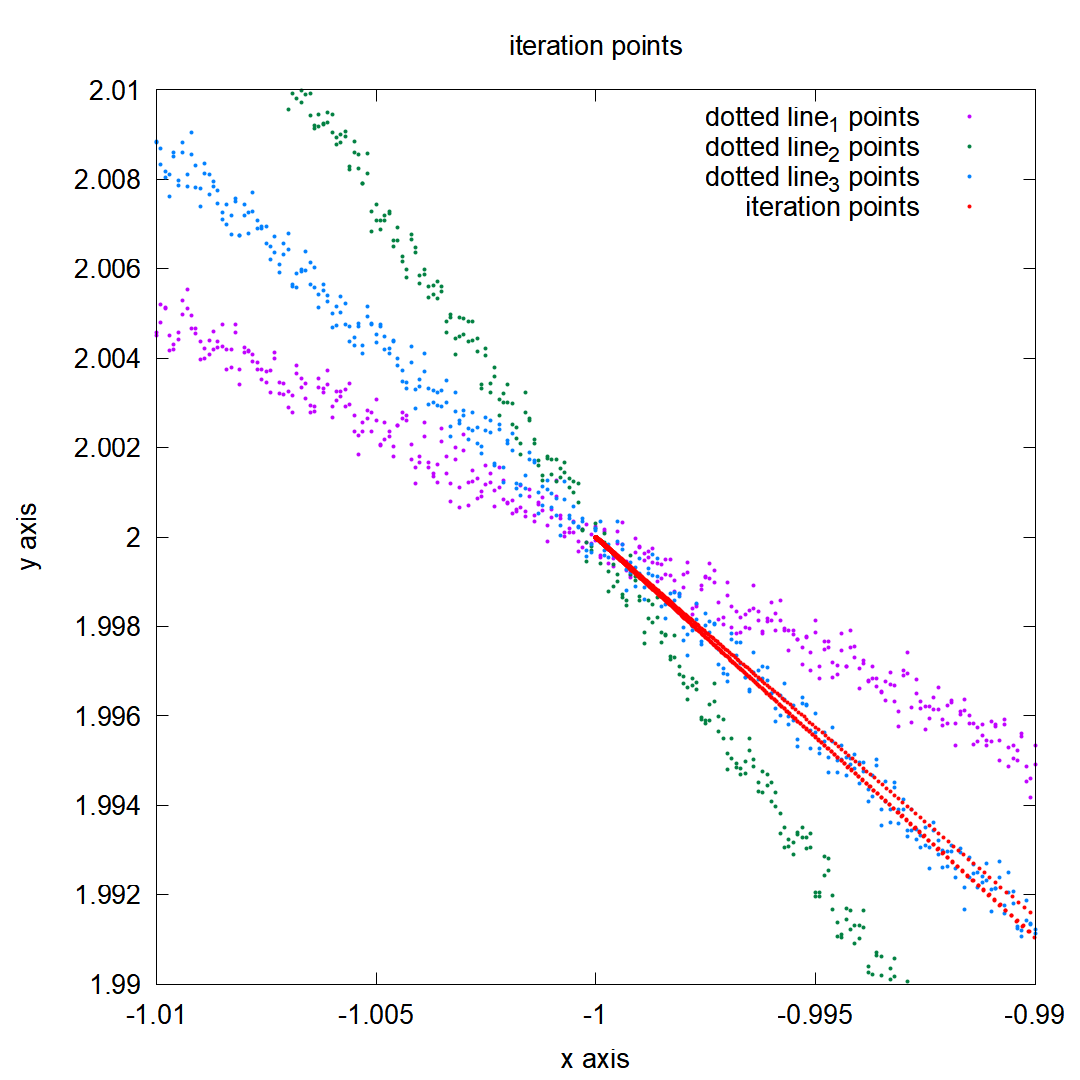 iteration points
2.01
2.008
2.006
2.004
2.002
2
1.998
1.996
1.994
1.992
1.99
y axis
dotted line₁ points
dotted line₂ points
dotted line₃ points
iteration points
-1.01 -1.005 -1 -0.995 -0.99
x axis